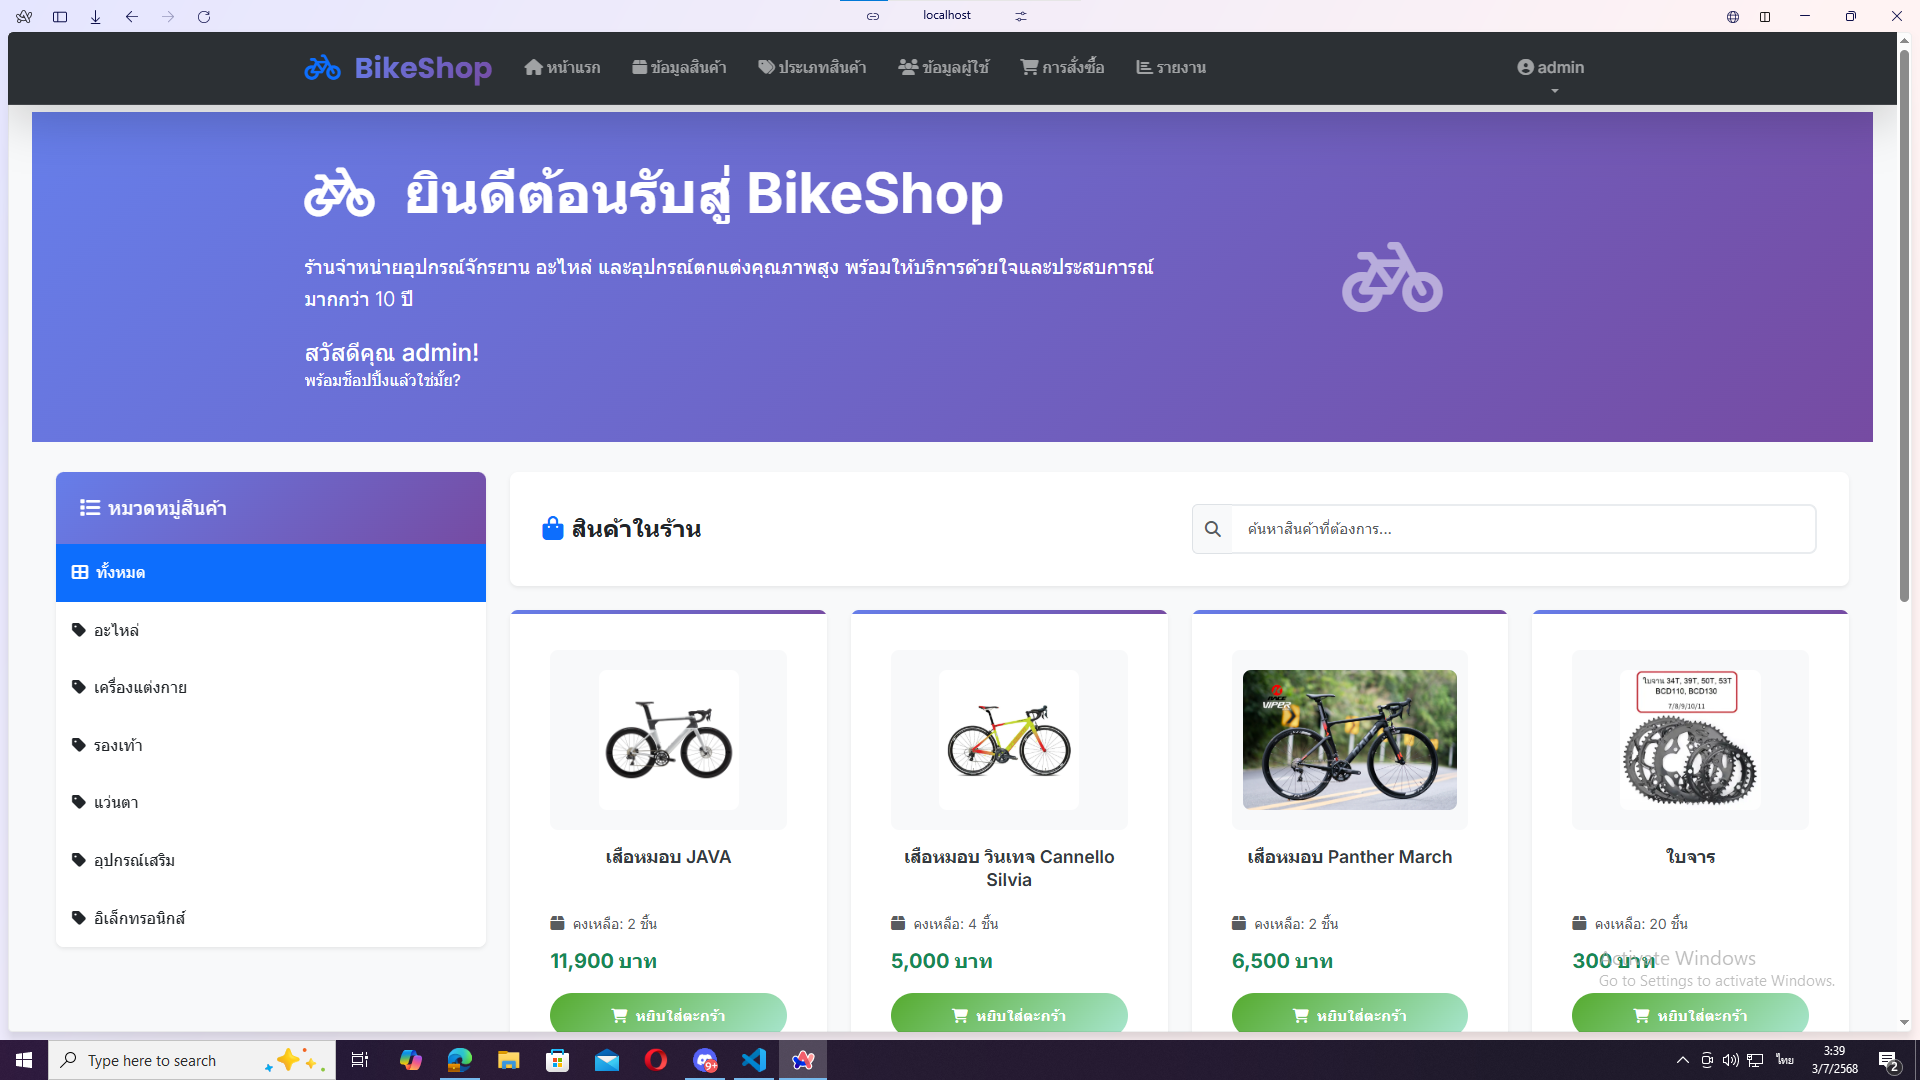 localhost
BikeShop
หน้าแรก
ข้อมูลสินค้า
ประเภทสินค้า
ข้อมูลผู้ใช้
การสั่งซื้อ
รายงาน
admin
ยินดีต้อนรับสู่ BikeShop
ร้านจำหน่ายอุปกรณ์จักรยาน อะไหล่ และอุปกรณ์ตกแต่งคุณภาพสูง พร้อมให้บริการด้วยใจและประสบการณ์
มากกว่า 10 ปี
สวัสดีคุณ admin!
พร้อมช็อปปิ้งแล้วใช่มั้ย?
หมวดหมู่สินค้า
ทั้งหมด
อะไหล่
เครื่องแต่งกาย
รองเท้า
แว่นตา
อุปกรณ์เสริม
อิเล็กทรอนิกส์
สินค้าในร้าน
ค้นหาสินค้าที่ต้องการ...
เสือหมอบ JAVA
คงเหลือ: 2 ชิ้น
11,900 บาท
หยิบใส่ตะกร้า
เสือหมอบ วินเทจ Cannello
Silvia
คงเหลือ: 4 ชิ้น
5,000 บาท
หยิบใส่ตะกร้า
VIPER
เสือหมอบ Panther March
คงเหลือ: 2 ชิ้น
6,500 บาท
หยิบใส่ตะกร้า
ใบจาน 34T, 39T, 50T, 53T
BCD110, BCD130
7/8/9/10/11
ใบจาร
คงเหลือ: 20 ชิ้น
300 บาท
หยิบใส่ตะกร้า
Activate Windows
Go to Settings to activate Windows.
Type here to search
9+
ไทย
3:39
3/7/2568
2